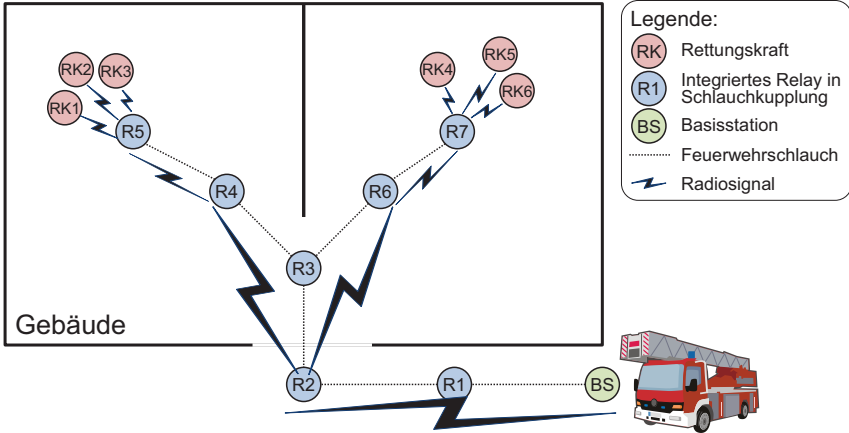 Legende:
RK Rettungskraft
R1 Integriertes Relay in
Schlauchkupplung
BS Basisstation
Feuerwehrschlauch
Radiosignal
RK2 RK3
RK1
R5
RK5
RK4
RK6
R7
R4
R6
R3
Gebäude
R2
R1
BS